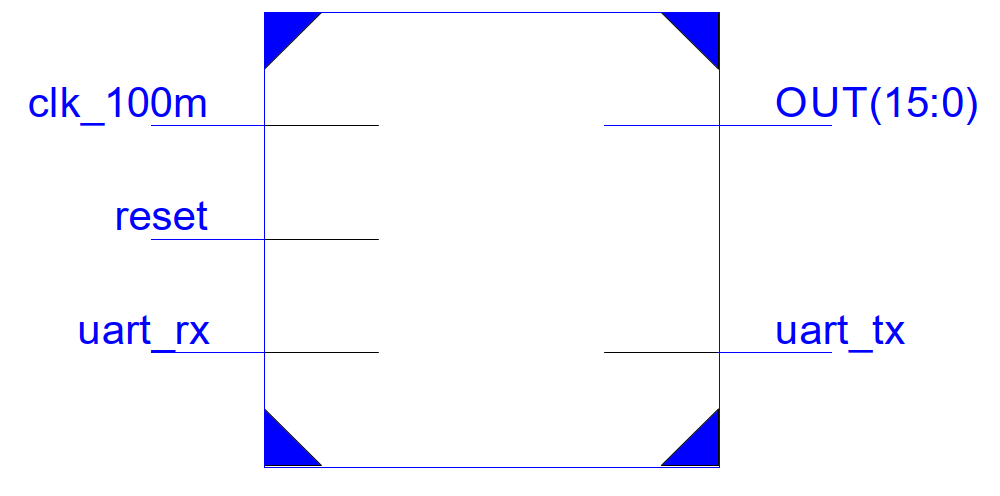 clk_100m
OUT(15:0)
reset
uart_rx
uart_tx